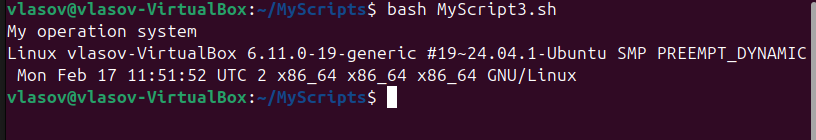 vlasov@vlasov-VirtualBox:~/MyScripts$ bash MyScript3.sh
My operation system
Linux vlasov-VirtualBox 6.11.0-19-generic #19~24.04.1-Ubuntu SMP PREEMPT_DYNAMIC
 Mon Feb 17 11:51:52 UTC 2 x86_64 x86_64 x86_64 GNU/Linux
vlasov@vlasov-VirtualBox:~/MyScripts$